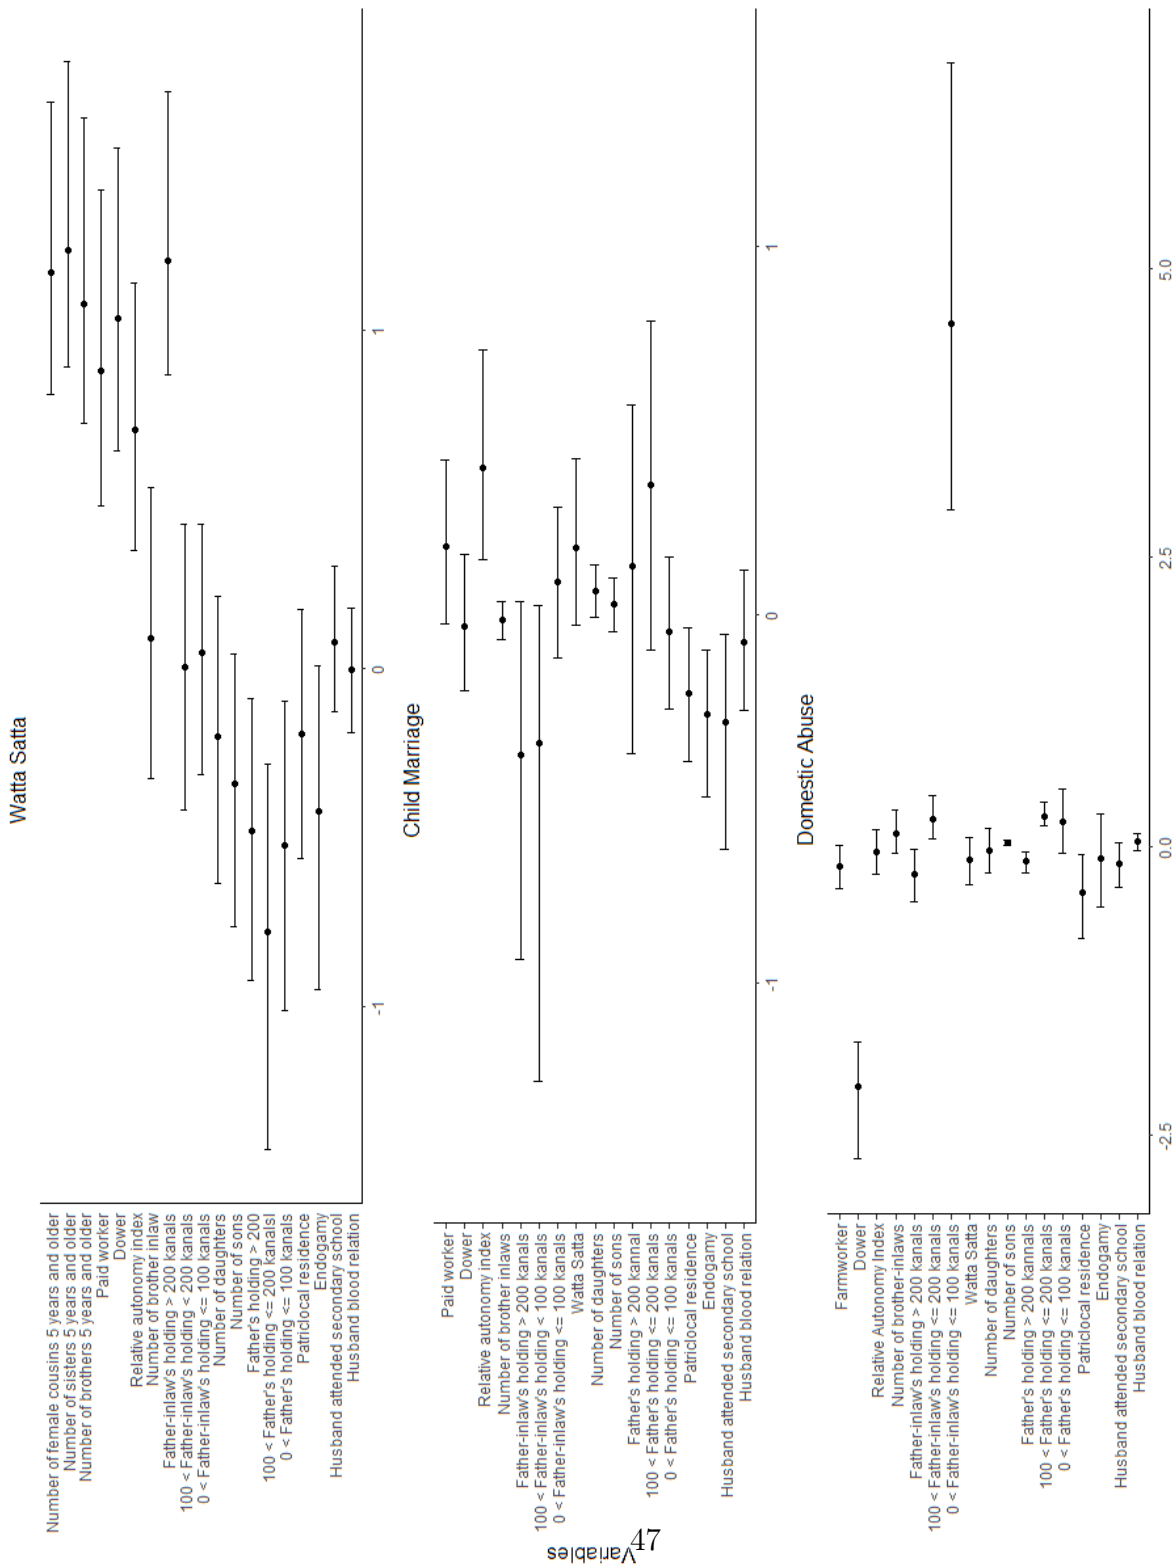 Watta Satta
Number of female cousins 5 years and older
Number of sisters 5 years and older
Number of brothers 5 years and older
Paid worker
Dower
Relative autonomy index
Number of brother inlaw
Father-inlaw's holding > 200 kanals
100 < Father-inlaw's holding < 200 kanals
0 < Father-inlaw's holding <= 100 kanals
Number of daughters
Number of sons
Father's holding > 200
100 < Father's holding <= 200 kanalsl
0 < Father's holding <= 100 kanals
Patriclocal residence
Endogamy
Husband attended secondary school
Husband blood relation
-1
0
1
Child Marriage
Paid worker
Dower
Relative autonomy index
Number of brother inlaws
Father-inlaw's holding > 200 kanals
100 < Father-inlaw's holding < 100 kanals
0 < Father-inlaw's holding <= 100 kanals
Watta Satta
Number of daughters
Number of sons
Father's holding > 200 kannal
100 < Father's holding <= 200 kanals
0 < Father's holding <= 100 kanals
Patriclocal residence
Endogamy
Husband attended secondary school
Husband blood relation
-1
0
1
Domestic Abuse
Farmworker
Dower
Relative Autonomy Index
Number of brother-inlaws
Father-inlaw's holding > 200 kanals
100 < Father-inlaw's holding <= 200 kanals
0 < Father-inlaw's holding <= 100 kanals
Watta Satta
Number of daughters
Number of sons
Father's holding > 200 kanals
100 < Father's holding <= 200 kanals
0 < Father's holding <= 100 kanals
Patriclocal residence
Endogamy
Husband attended secondary school
Husband blood relation
-2.5
0.0
2.5
5.0
Variables
47